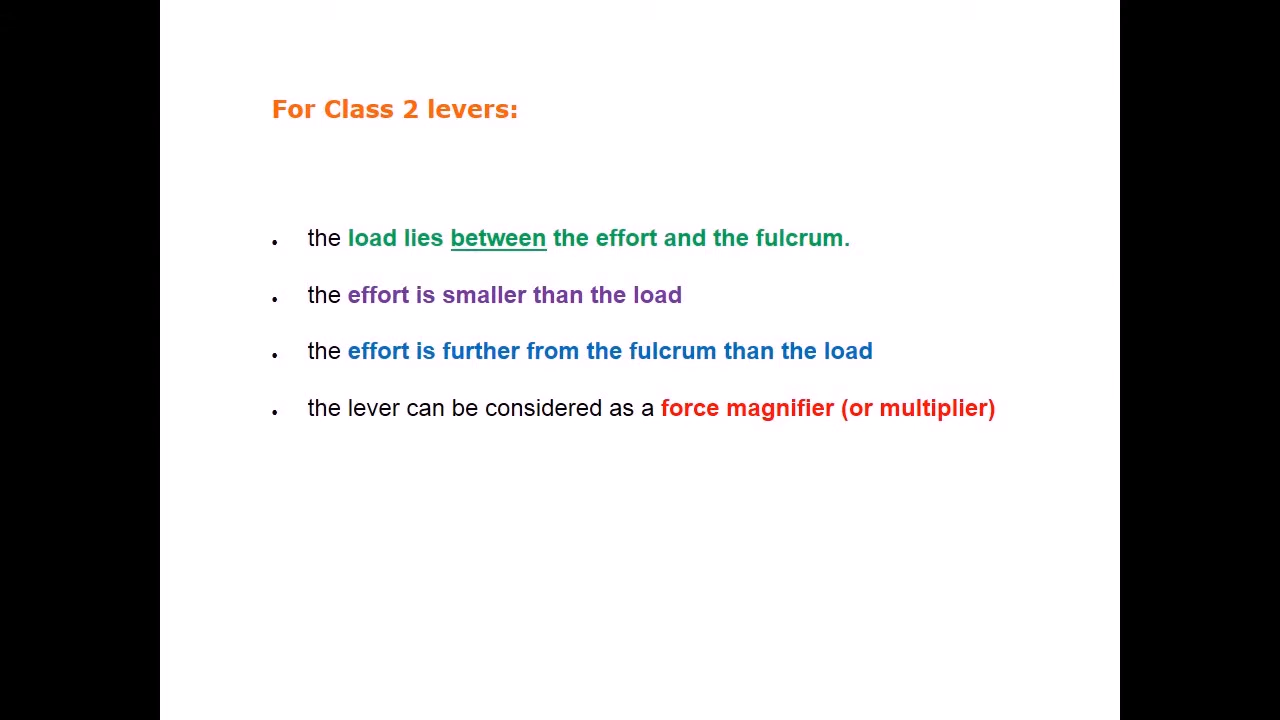 For Class 2 levers:
• the load lies between the effort and the fulcrum.
• the effort is smaller than the load
• the effort is further from the fulcrum than the load
• the lever can be considered as a force magnifier (or multiplier)